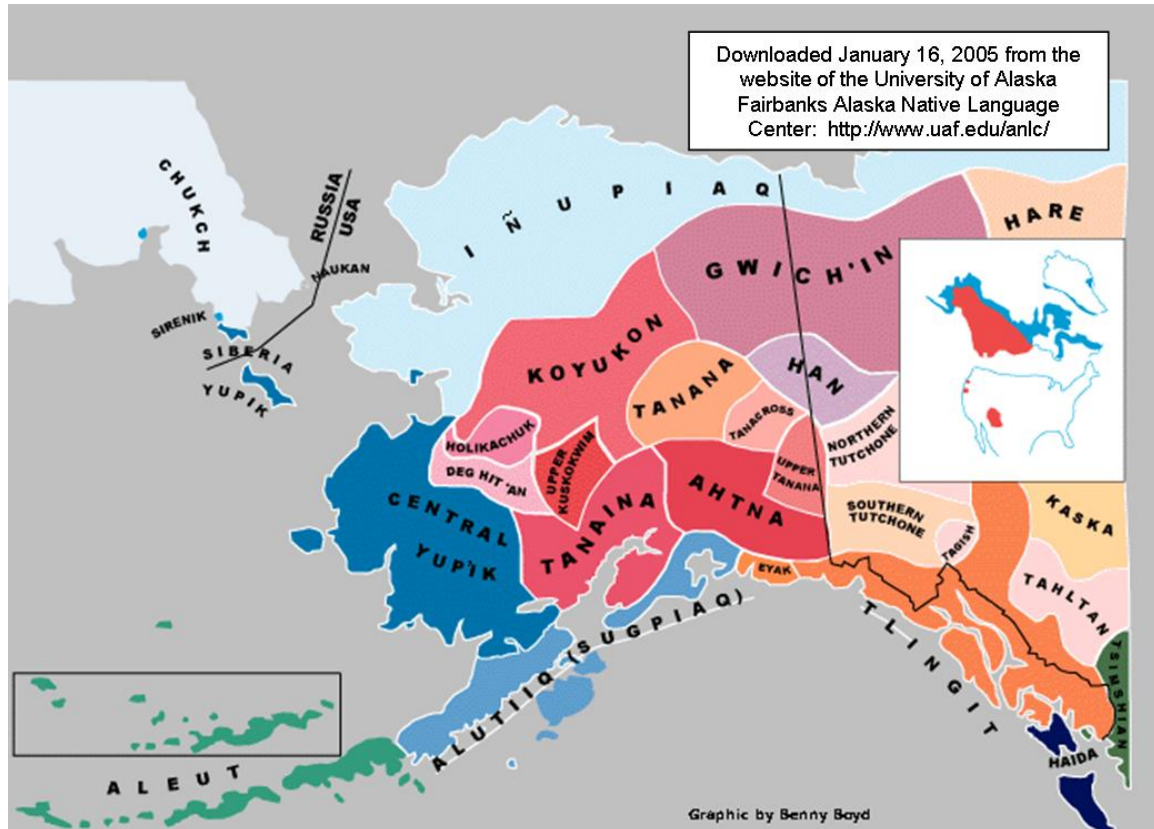 Downloaded January 16, 2005 from the
website of the University of Alaska
Fairbanks Alaska Native Language
Center: http://www.uaf.edu/anlc/
CHUKCH
RUSSIA
USA
IÑUPIAQ
HARE
GWICH'IN
NAUKAN
SIRENIK
SIBERIA
YUPIK
KOYUKON
HAN
TANANA
TANACROSS
HOLIKACHUK
NORTHERN
TUTCHONE
DEG HIT'AN
UPPER
KUSKOKWIM
UPPER
TANANA
CENTRAL
YUP'IK
TANAINA
AHTNA
SOUTHERN
TUTCHONE
KASKA
TAGISH
EYAK
TAHLTAN
ALUTIIQ (SUGPIAQ)
TLINGIT
TSIMSHIAN
HAIDA
ALEUT
Graphic by Benny Boyd